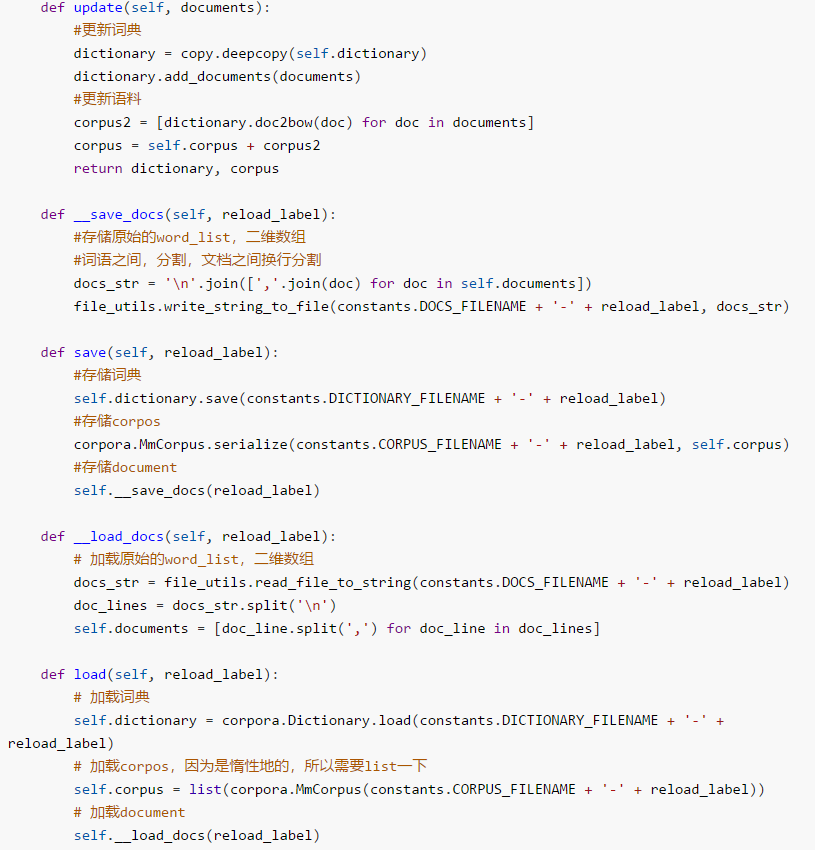 def update(self, documents):
        #更新词典
        dictionary = copy.deepcopy(self.dictionary)
        dictionary.add_documents(documents)
        #更新语料
        corpus2 = [dictionary.doc2bow(doc) for doc in documents]
        corpus = self.corpus + corpus2
        return dictionary, corpus

    def __save_docs(self, reload_label):
        #存储原始的word_list，二维数组
        #词语之间，分割，文档之间换行分割
        docs_str = '\n'.join([','.join(doc) for doc in self.documents])
        file_utils.write_string_to_file(constants.DOCS_FILENAME + '-' + reload_label, docs_str)

    def save(self, reload_label):
        #存储词典
        self.dictionary.save(constants.DICTIONARY_FILENAME + '-' + reload_label)
        #存储corpos
        corpora.MmCorpus.serialize(constants.CORPUS_FILENAME + '-' + reload_label, self.corpus)
        #存储document
        self.__save_docs(reload_label)

    def __load_docs(self, reload_label):
        # 加载原始的word_list，二维数组
        docs_str = file_utils.read_file_to_string(constants.DOCS_FILENAME + '-' + reload_label)
        doc_lines = docs_str.split('\n')
        self.documents = [doc_line.split(',') for doc_line in doc_lines]

    def load(self, reload_label):
        # 加载词典
        self.dictionary = corpora.Dictionary.load(constants.DICTIONARY_FILENAME + '-' +
reload_label)
        # 加载corpos，因为是惰性地的，所以需要list一下
        self.corpus = list(corpora.MmCorpus(constants.CORPUS_FILENAME + '-' + reload_label))
        # 加载document
        self.__load_docs(reload_label)